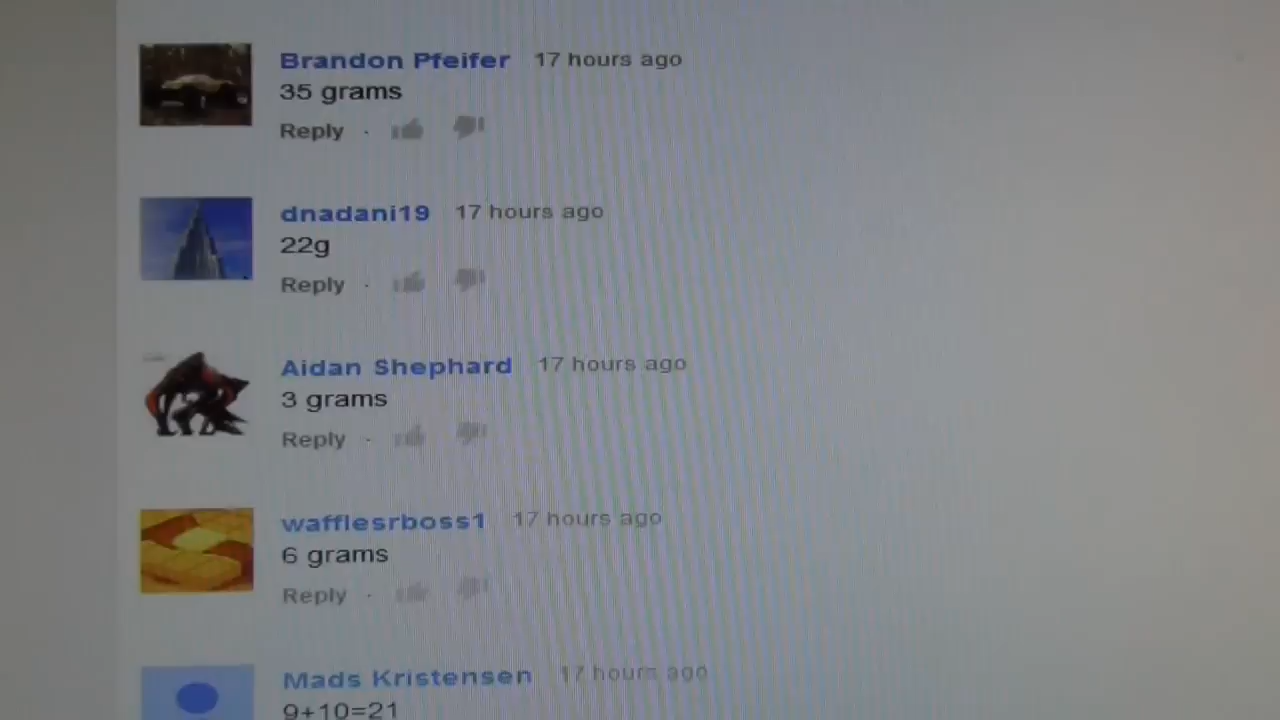 Brandon Pfeifer 17 hours ago
35 grams
Reply ·
dnadani19 17 hours ago
22g
Reply ·
Aidan Shephard 17 hours ago
3 grams
Reply ·
wafflesrboss1 17 hours ago
6 grams
Reply ·
Mads Kristensen 17 hours ago
9+10=21